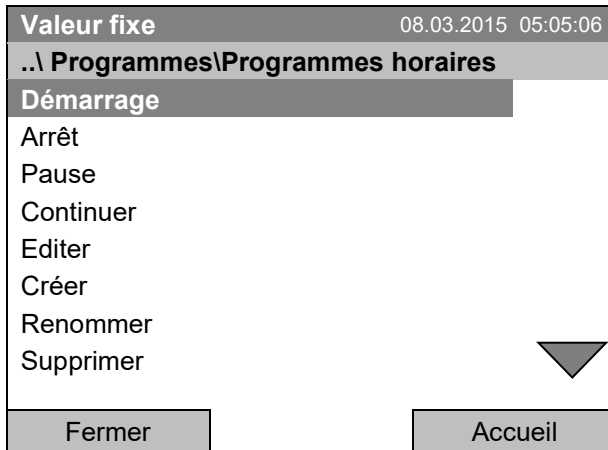 Valeur fixe 08.03.2015 05:05:06
..\ Programmes\Programmes horaires
Démarrage
Arrêt
Pause
Continuer
Editer
Créer
Renommer
Supprimer
Fermer Accueil